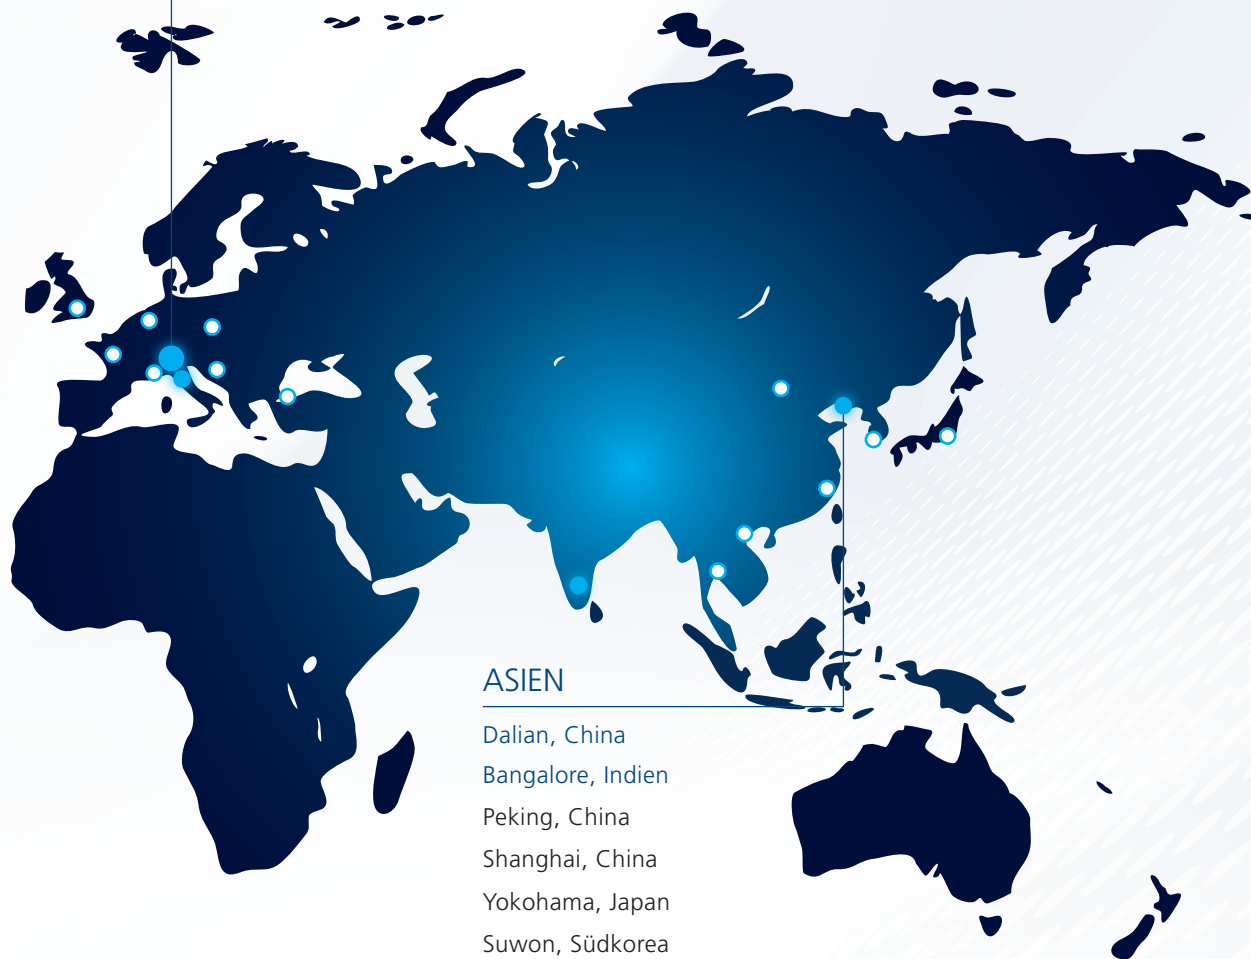 ASIEN
Dalian, China
Bangalore, Indien
Peking, China
Shanghai, China
Yokohama, Japan
Suwon, Südkorea